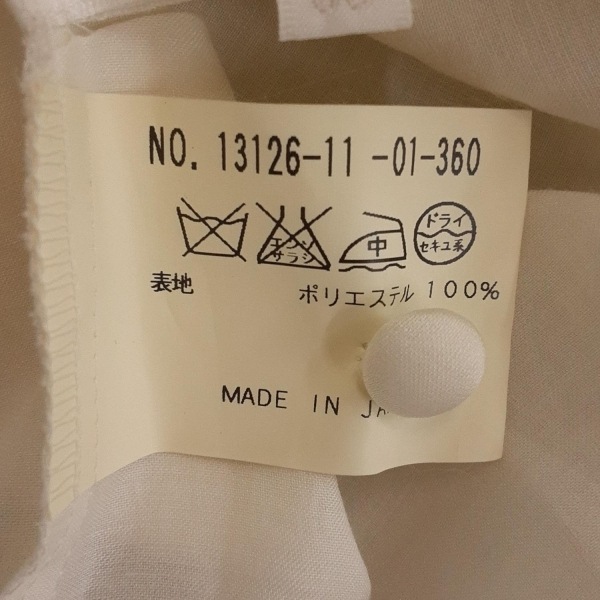 NO. 13126-11 -01-360
エンソ
サラシ
中
ドライ
セキユ系
表地
ポリエステル 100%
MADE IN JA